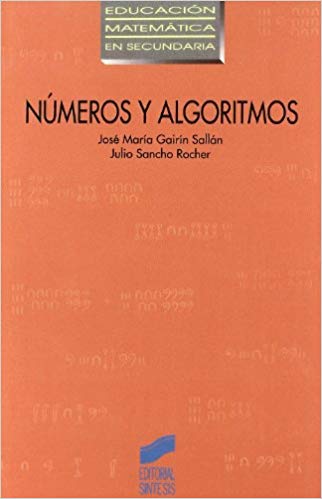 EDUCACIÓN
MATEMÁTICA
EN SECUNDARIA
NÚMEROS Y ALGORITMOS
José María Gairín Sallán
Julio Sancho Rocher
EDITORIAL
SINTESIS